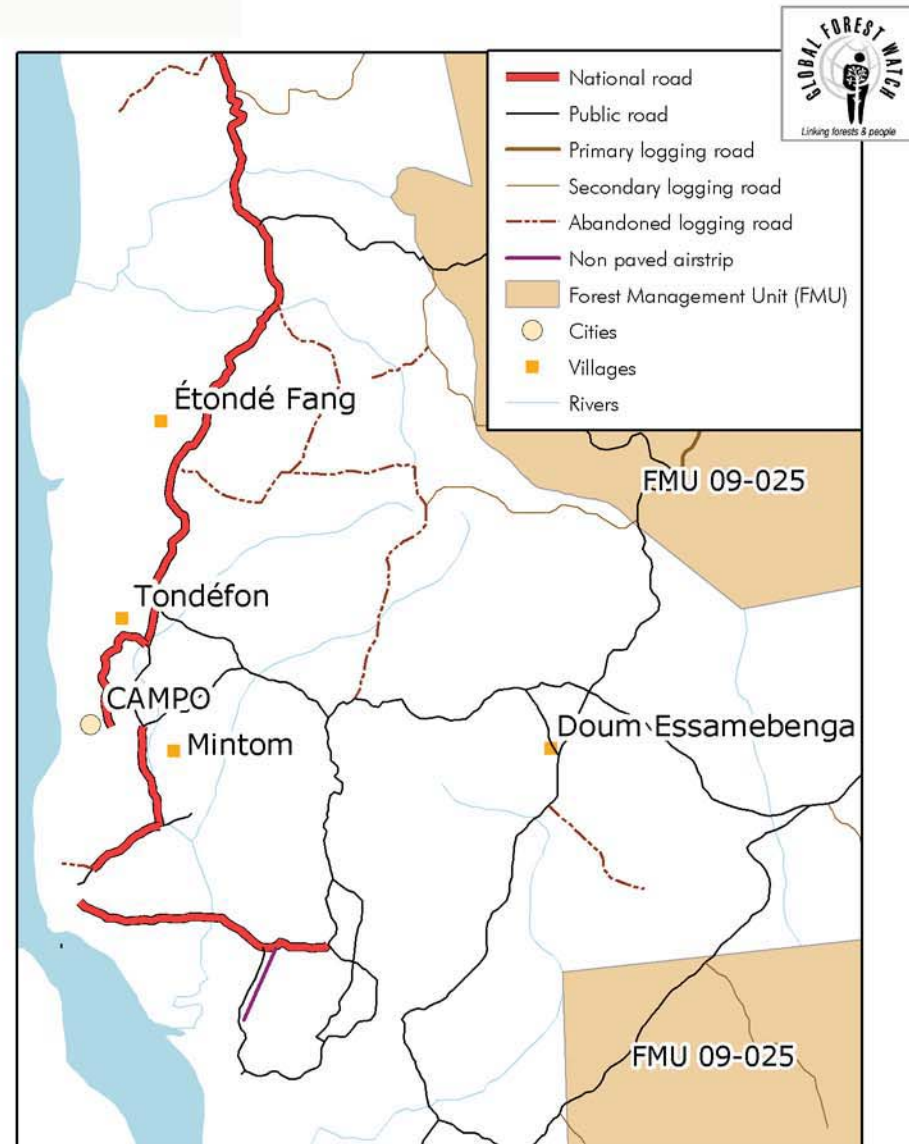 GLOBAL FOREST WATCH
Linking forests & people
National road
Public road
Primary logging road
Secondary logging road
Abandoned logging road
Non paved airstrip
Forest Management Unit (FMU)
Cities
Villages
Rivers
Étondé Fang
FMU 09-025
Tondéfon
CAMPO
Mintom
Doum Essamebenga
FMU 09-025